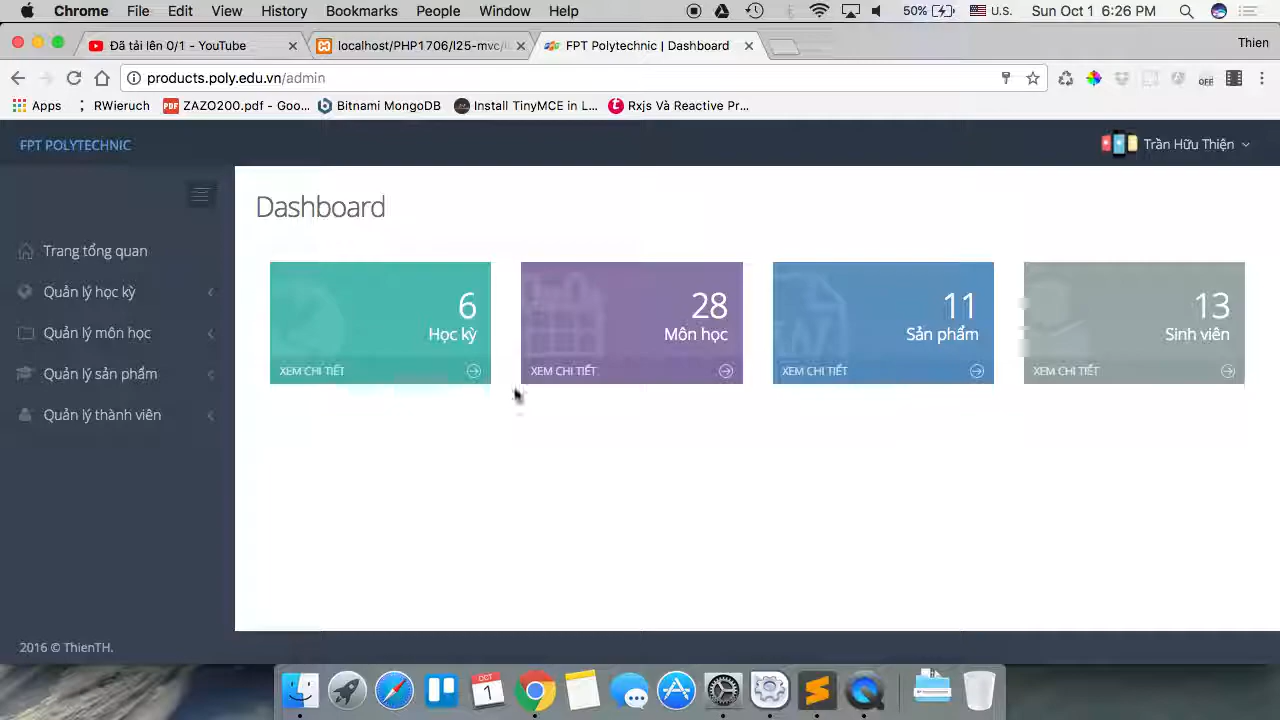 Chrome File Edit View History Bookmarks People Window Help 50% U.S. Sun Oct 1 6:26 PM
Đã tải lên 0/1 - YouTube localhost/PHP1706/l25-mvc/ FPT Polytechnic | Dashboard Thien
products.poly.edu.vn/admin OFF
Apps RWieruch PDF ZAZO200.pdf - Goo... Bitnami MongoDB Install TinyMCE in L... t Rxjs Và Reactive Pr...
FPT POLYTECHNIC Trần Hữu Thiện
Dashboard
Trang tổng quan
Quản lý học kỳ
Quản lý môn học
Quản lý sản phẩm
Quản lý thành viên
6
Học kỳ
XEM CHI TIẾT
28
Môn học
XEM CHI TIẾT
11
Sản phẩm
XEM CHI TIẾT
13
Sinh viên
XEM CHI TIẾT
2016 © ThienTH.
OCT
1